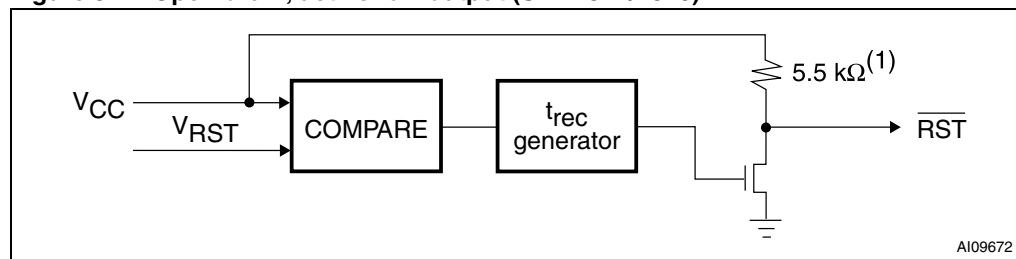 V_CC
V_RST
COMPARE
t_rec
generator
5.5 kΩ(1)
RST
AI09672